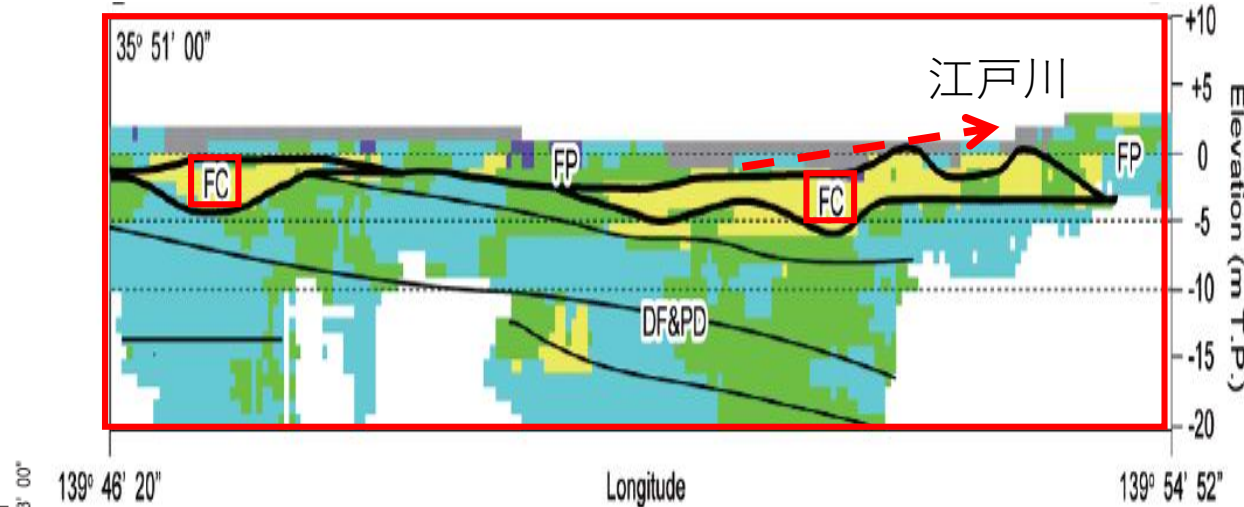 35° 51' 00"
江戸川
FC
FP
FC
FP
DF&PD
+10
+5
0
-5
-10
-15
-20
Elevation (m T.P.)
139° 46' 20"
Longitude
139° 54' 52"
00"